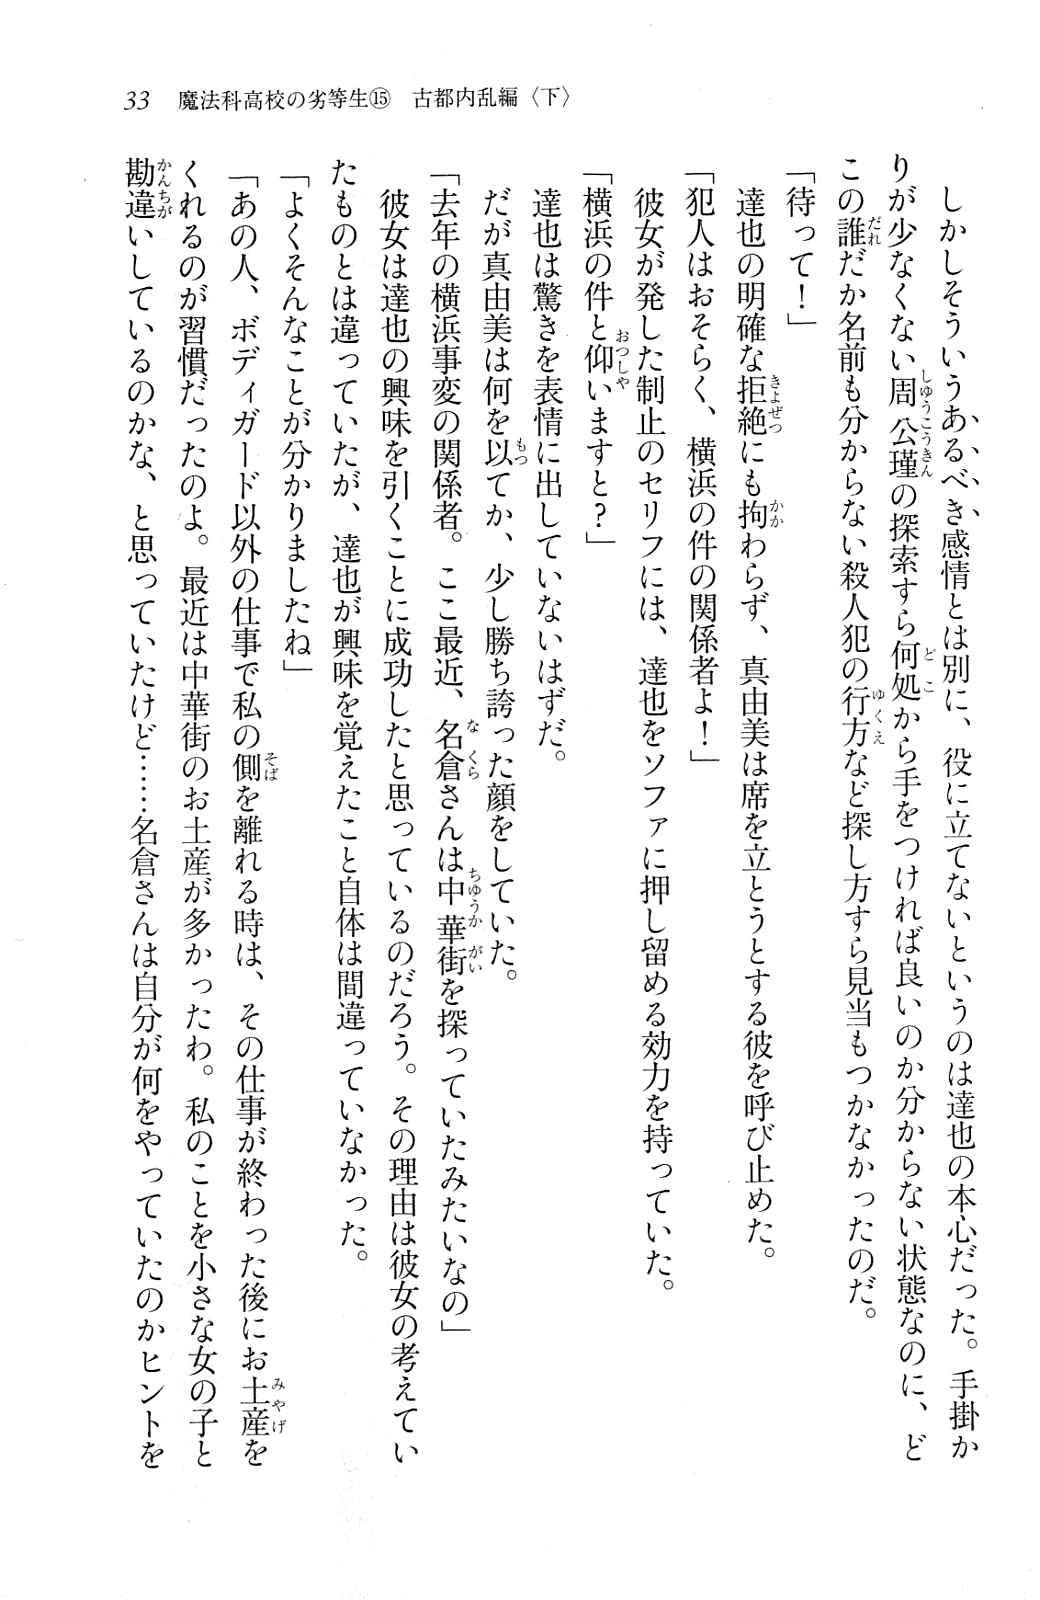 33　魔法科高校の劣等生⑮　古都内乱編〈下〉
しかしそういうあるべき感情とは別に、役に立てないというのは達也の本心だった。手掛か
りが少なくない周公瑾の探索すら何処から手をつければ良いのか分からない状態なのに、ど
この誰だか名前も分からない殺人犯の行方など探し方すら見当もつかなかったのだ。
「待って！」
達也の明確な拒絶にも拘わらず、真由美は席を立とうとする彼を呼び止めた。
「犯人はおそらく、横浜の件の関係者よ！」
彼女が発した制止のセリフには、達也をソファに押し留める効力を持っていた。
「横浜の件と仰いますと？」
達也は驚きを表情に出していないはずだ。
だが真由美は何を以てか、少し勝ち誇った顔をしていた。
「去年の横浜事変の関係者。ここ最近、名倉さんは中華街を探っていたみたいなの」
彼女は達也の興味を引くことに成功したと思っているのだろう。その理由は彼女の考えてい
たものとは違っていたが、達也が興味を覚えたこと自体は間違っていなかった。
「よくそんなことが分かりましたね」
「あの人、ボディガード以外の仕事で私の側を離れる時は、その仕事が終わった後にお土産を
くれるのが習慣だったのよ。最近は中華街のお土産が多かったわ。私のことを小さな女の子と
勘違いしているのかな、と思っていたけど……名倉さんは自分が何をやっていたのかヒントを